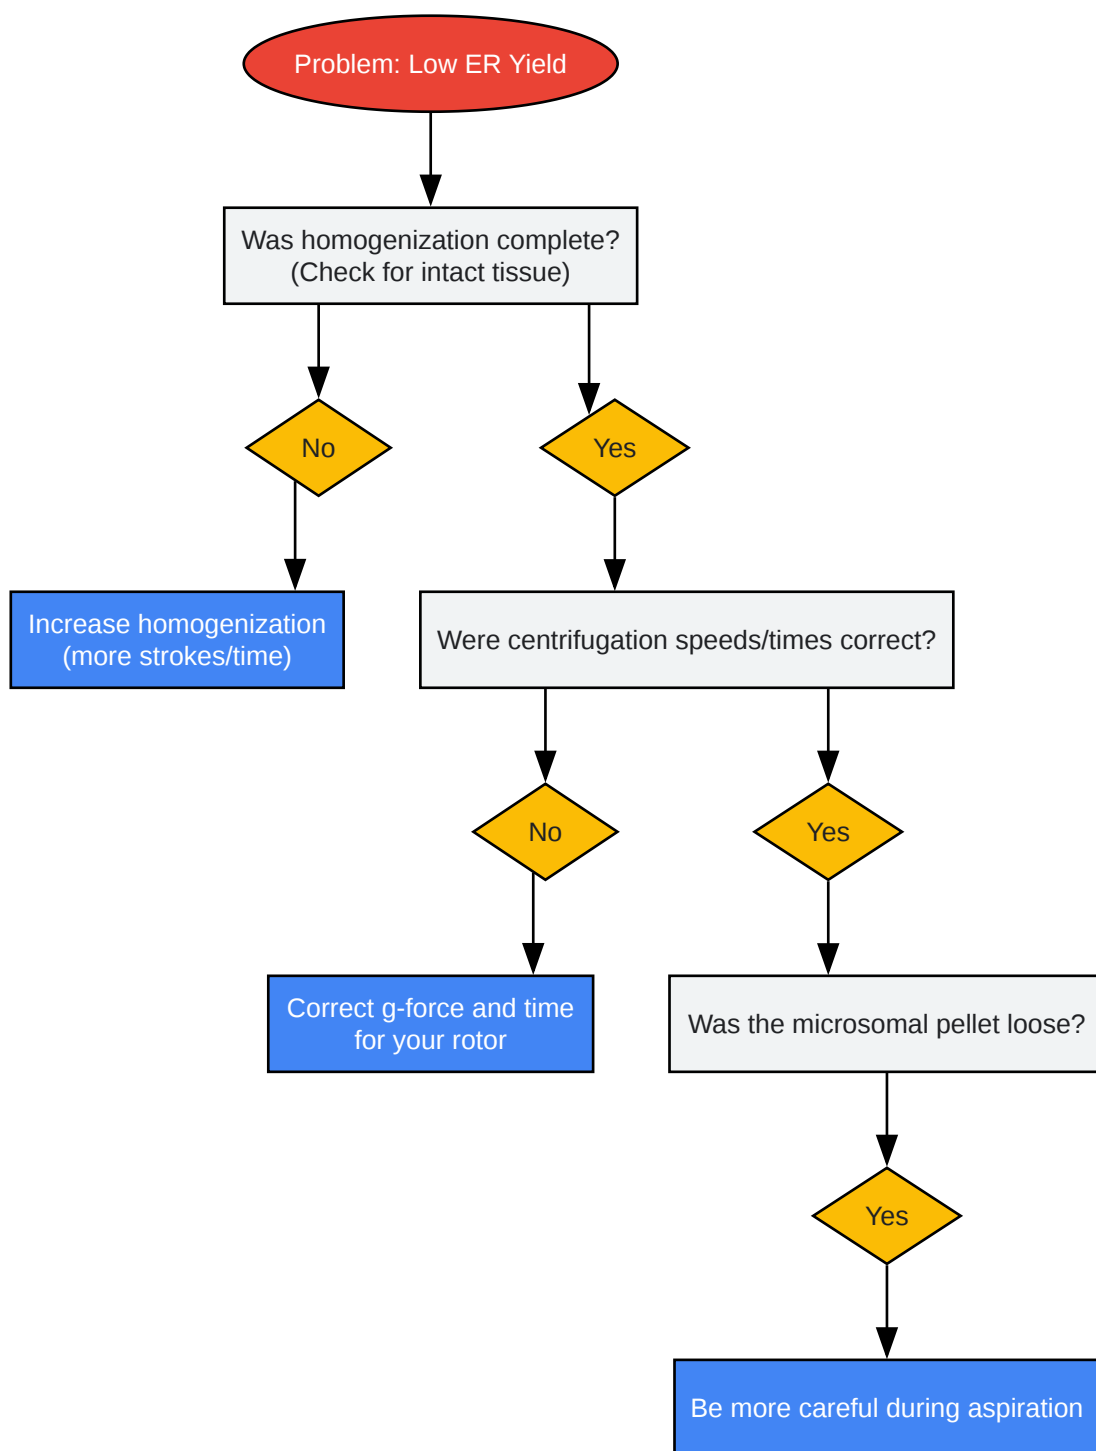 Problem: Low ER Yield
Was homogenization complete?
(Check for intact tissue)
No
Yes
Increase homogenization
(more strokes/time)
Were centrifugation speeds/times correct?
No
Yes
Correct g-force and time
for your rotor
Was the microsomal pellet loose?
Yes
Be more careful during aspiration